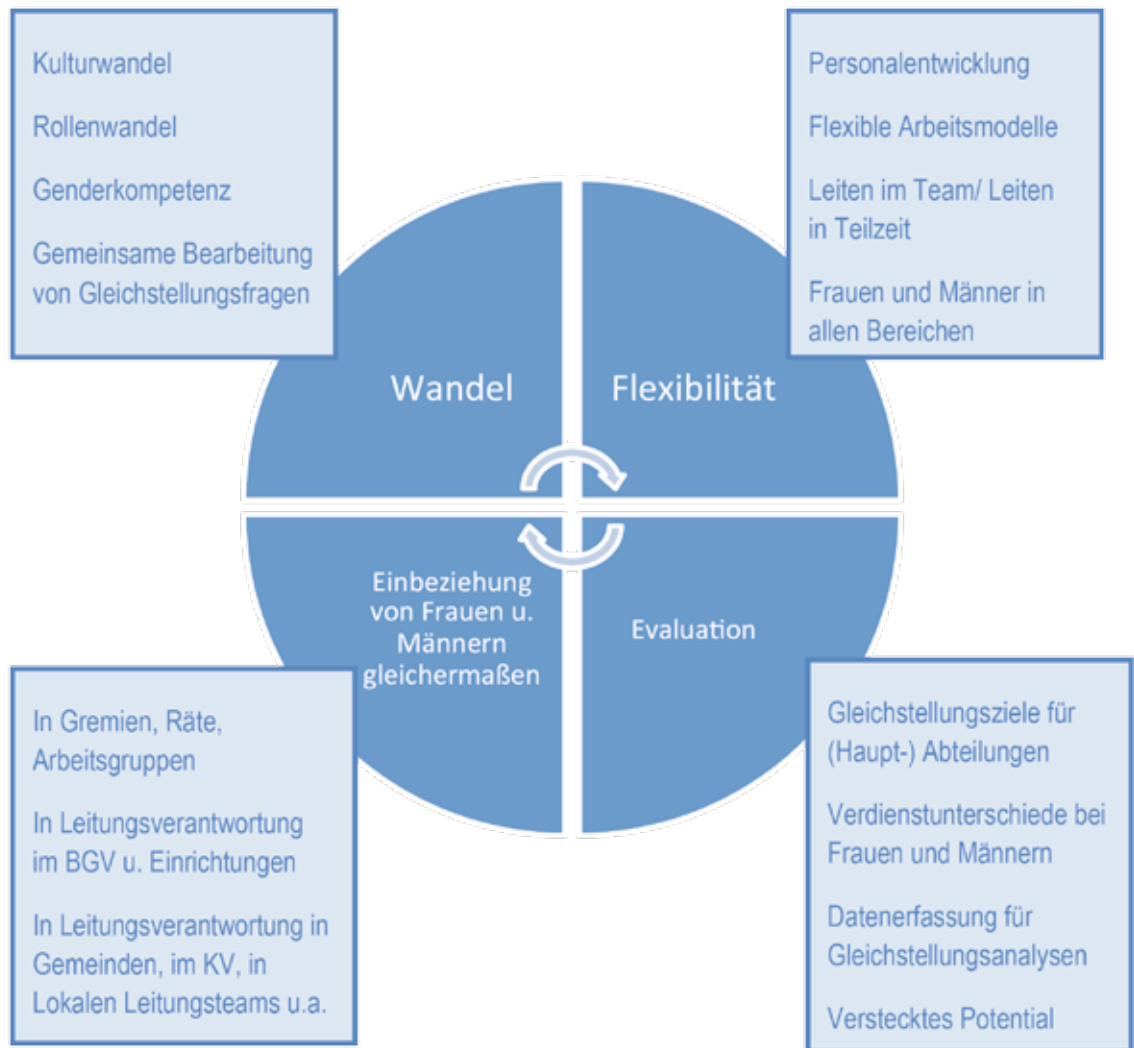 Kulturwandel
Rollenwandel
Genderkompetenz
Gemeinsame Bearbeitung
von Gleichstellungsfragen
Personalentwicklung
Flexible Arbeitsmodelle
Leiten im Team/ Leiten
in Teilzeit
Frauen und Männer in
allen Bereichen
Wandel
Flexibilität
Einbeziehung
von Frauen u.
Männern
gleichermaßen
Evaluation
In Gremien, Räte,
Arbeitsgruppen
In Leitungsverantwortung
im BGV u. Einrichtungen
In Leitungsverantwortung in
Gemeinden, im KV, in
Lokalen Leitungsteams u.a.
Gleichstellungsziele für
(Haupt-) Abteilungen
Verdienstunterschiede bei
Frauen und Männern
Datenerfassung für
Gleichstellungsanalysen
Verstecktes Potential